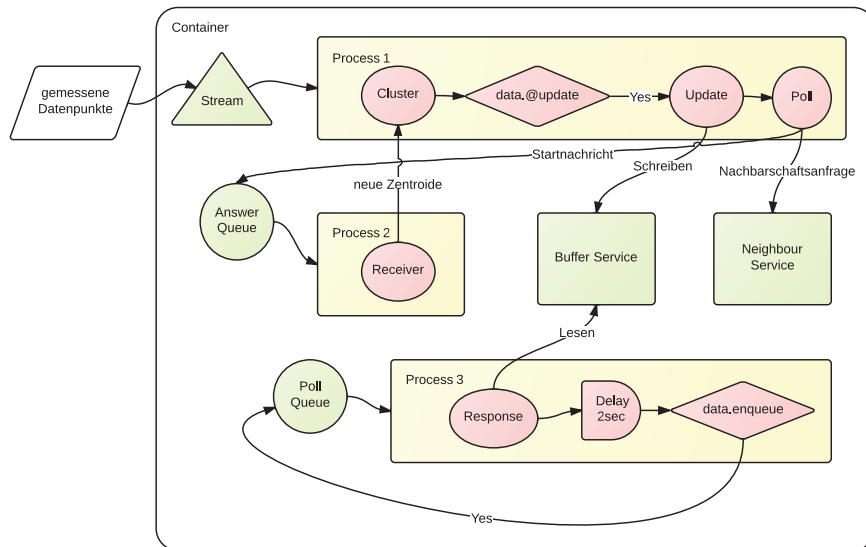 Container
gemessene
Datenpunkte
Stream
Process 1
Cluster
data.@update
Yes
Update
Poll
Startnachricht
Schreiben
Nachbarschaftsanfrage
neue Zentroide
Answer
Queue
Process 2
Receiver
Buffer Service
Neighbour
Service
Lesen
Poll
Queue
Process 3
Response
Delay
2sec
data.enqueue
Yes